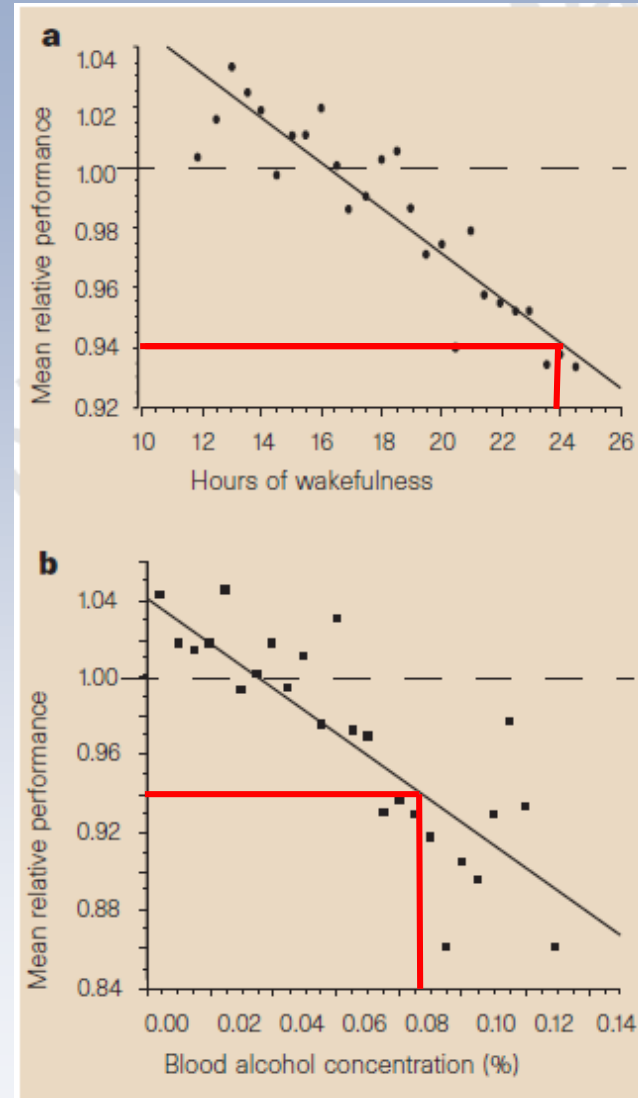 a
Mean relative performance
1.04
1.02
1.00
0.98
0.96
0.94
0.92
10 12 14 16 18 20 22 24 26
Hours of wakefulness
b
Mean relative performance
1.04
1.00
0.96
0.92
0.88
0.84
0.00 0.02 0.04 0.06 0.08 0.10 0.12 0.14
Blood alcohol concentration (%)